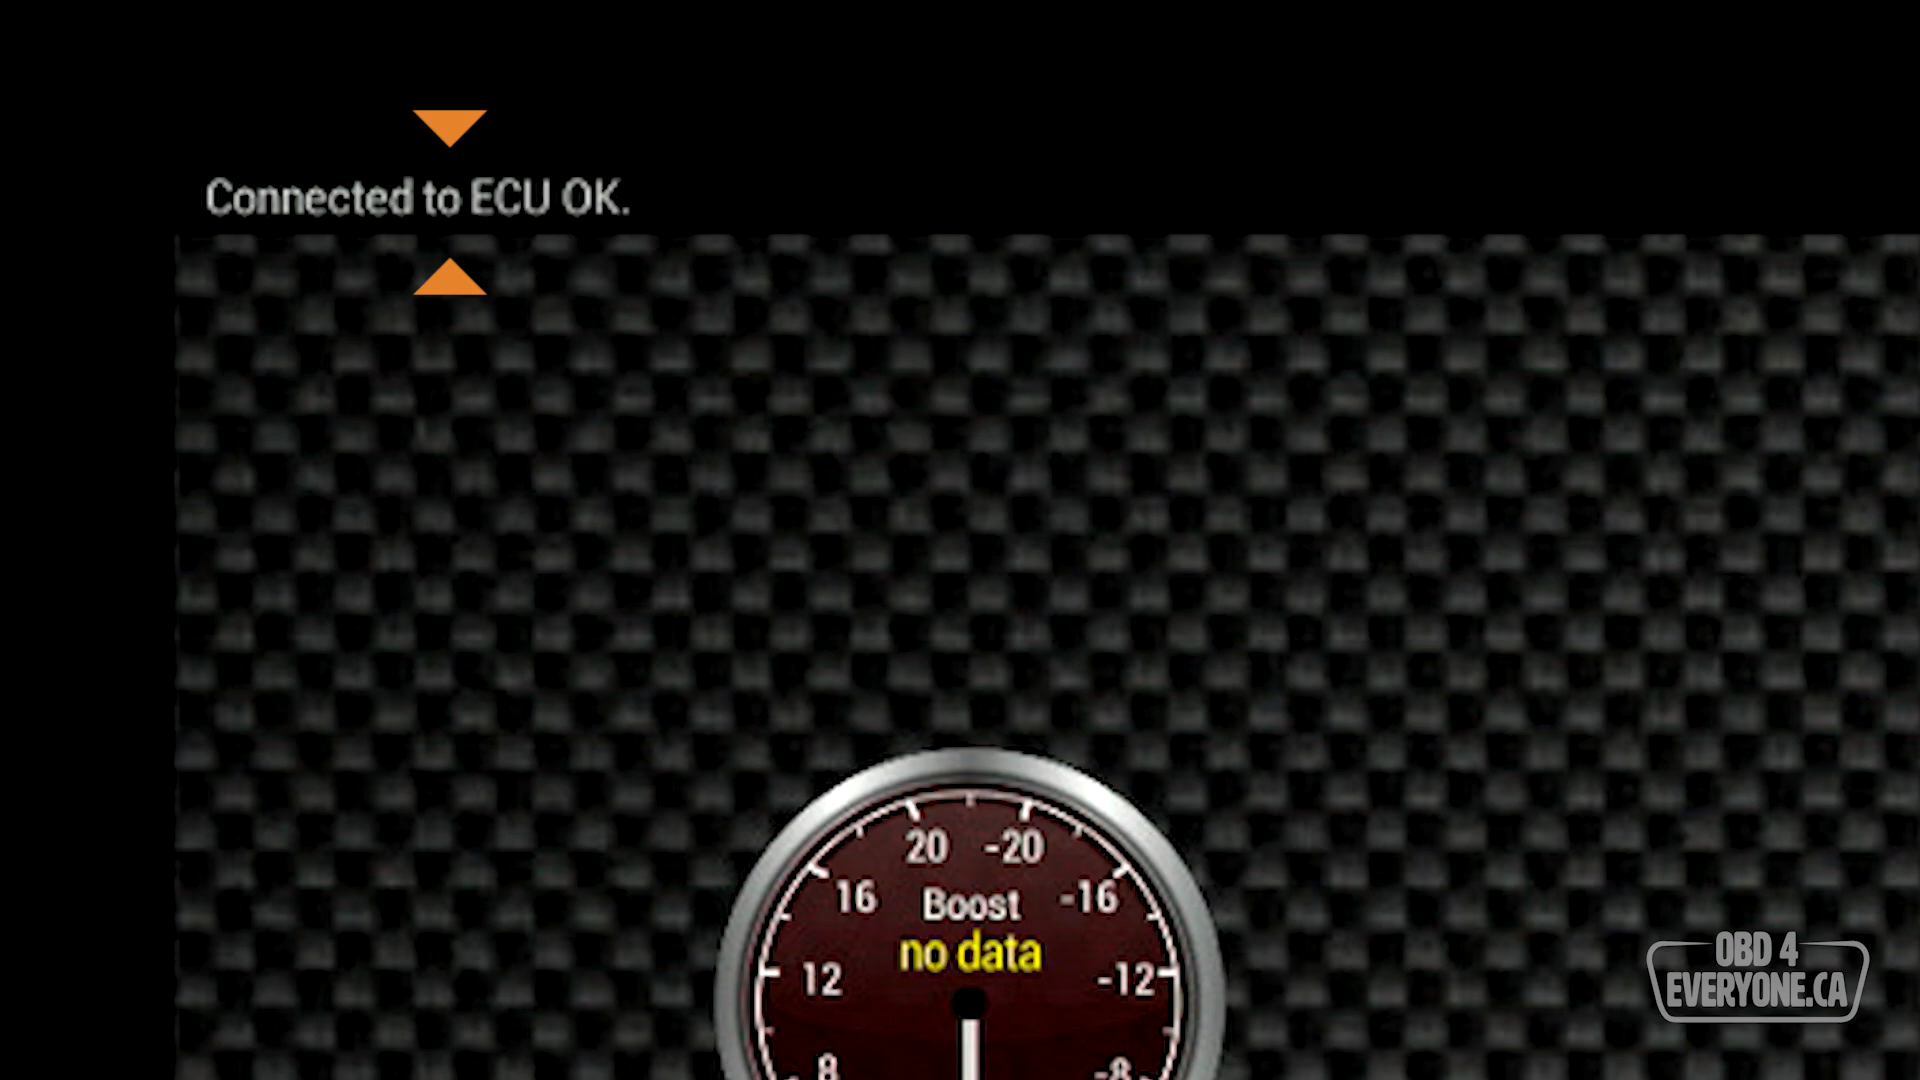 Connected to ECU OK.
20 -20
16 Boost -16
no data
12 -12
8 -8
OBD 4
EVERYONE.CA